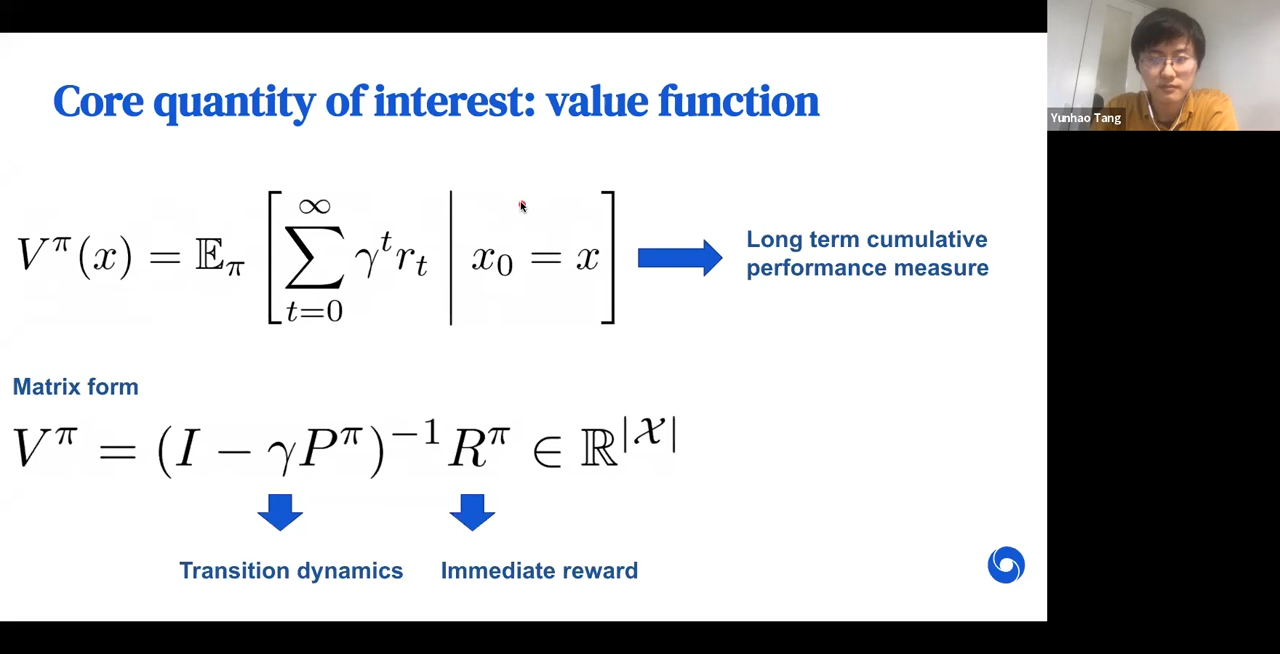 Core quantity of interest: value function
V^π(x) = 𝔼_π [ ∑_{t=0}^{∞} γ^t r_t | x_0 = x ]
Long term cumulative
performance measure
Matrix form
V^π = (I − γP^π)^{−1} R^π ∈ ℝ^{|𝒳|}
Transition dynamics
Immediate reward
Yunhao Tang